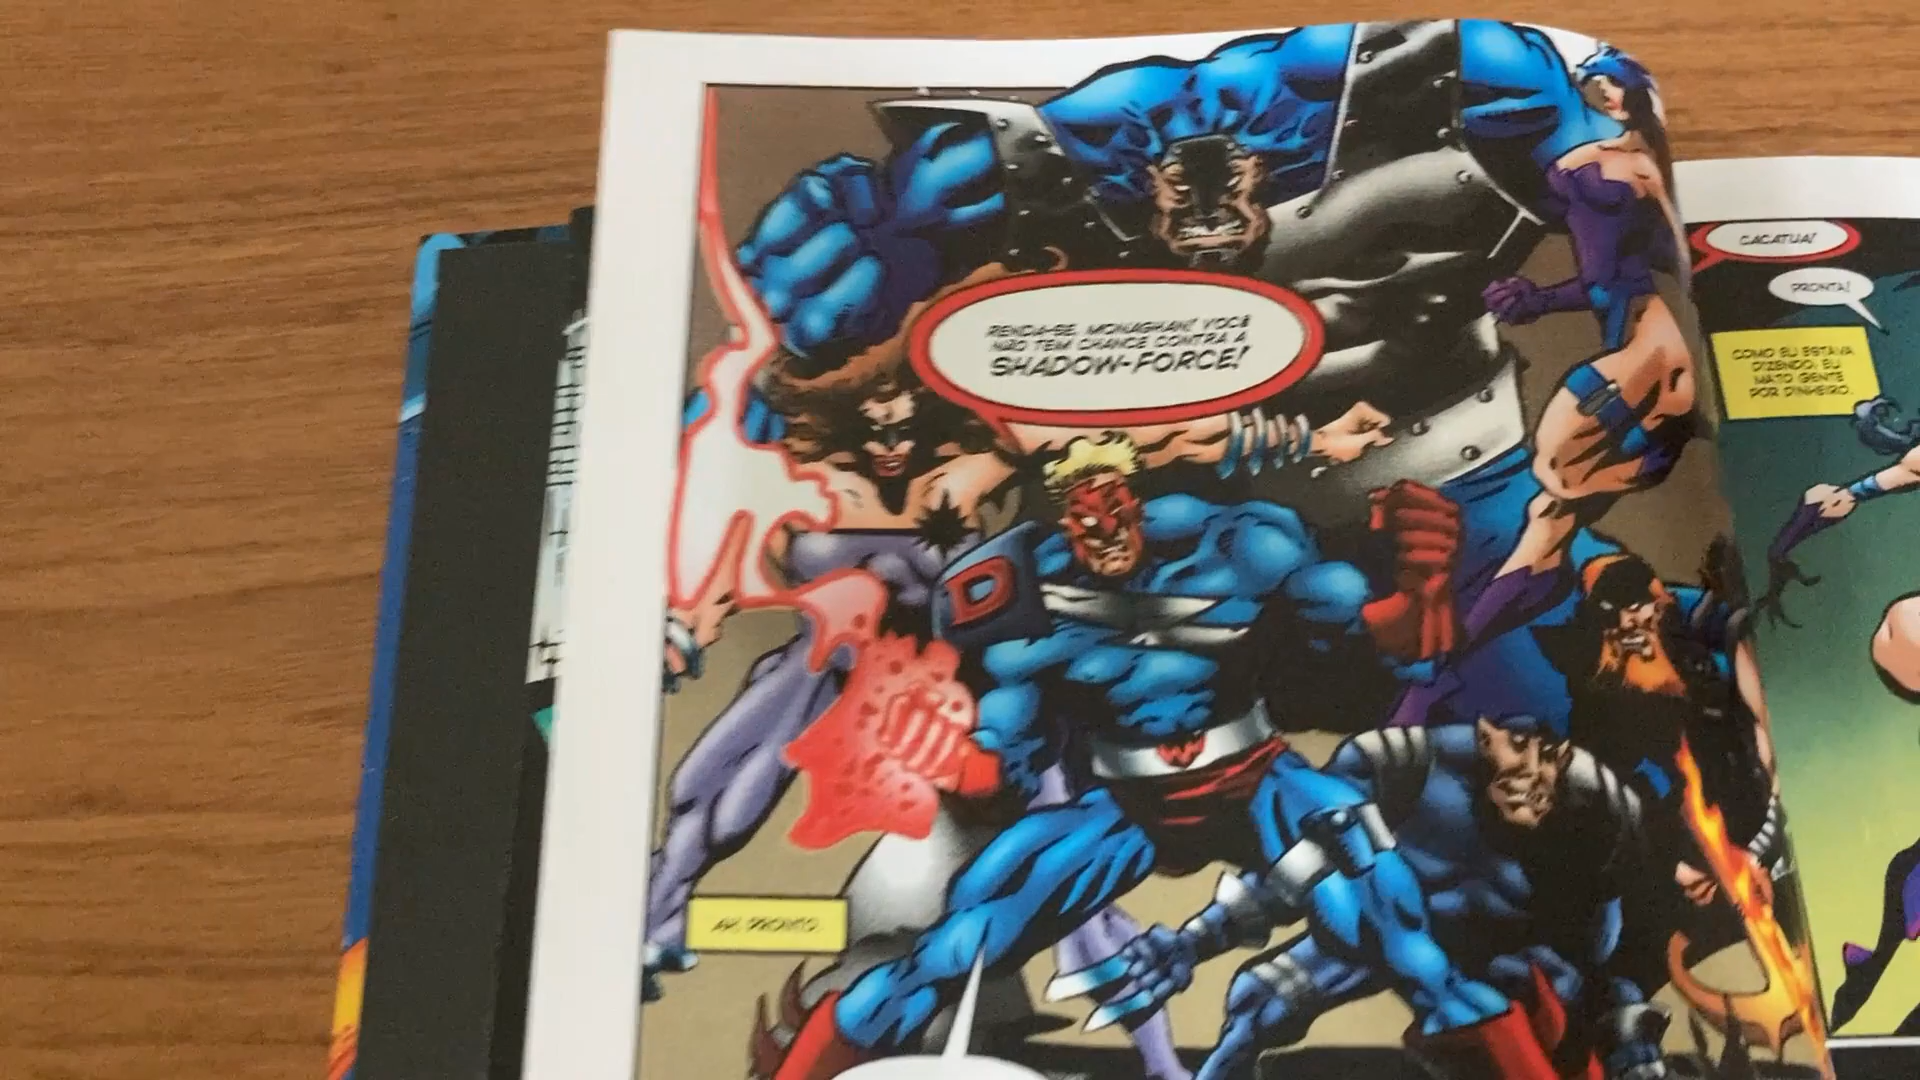 RENDA-SE, MONAGHAN! VOCÊ
NÃO TEM CHANCE CONTRA A
SHADOW-FORCE!
D
AH, PRONTO.
CACATUA!
PRONTA!
COMO EU ESTAVA
DIZENDO, EU
MATO GENTE
POR DINHEIRO.